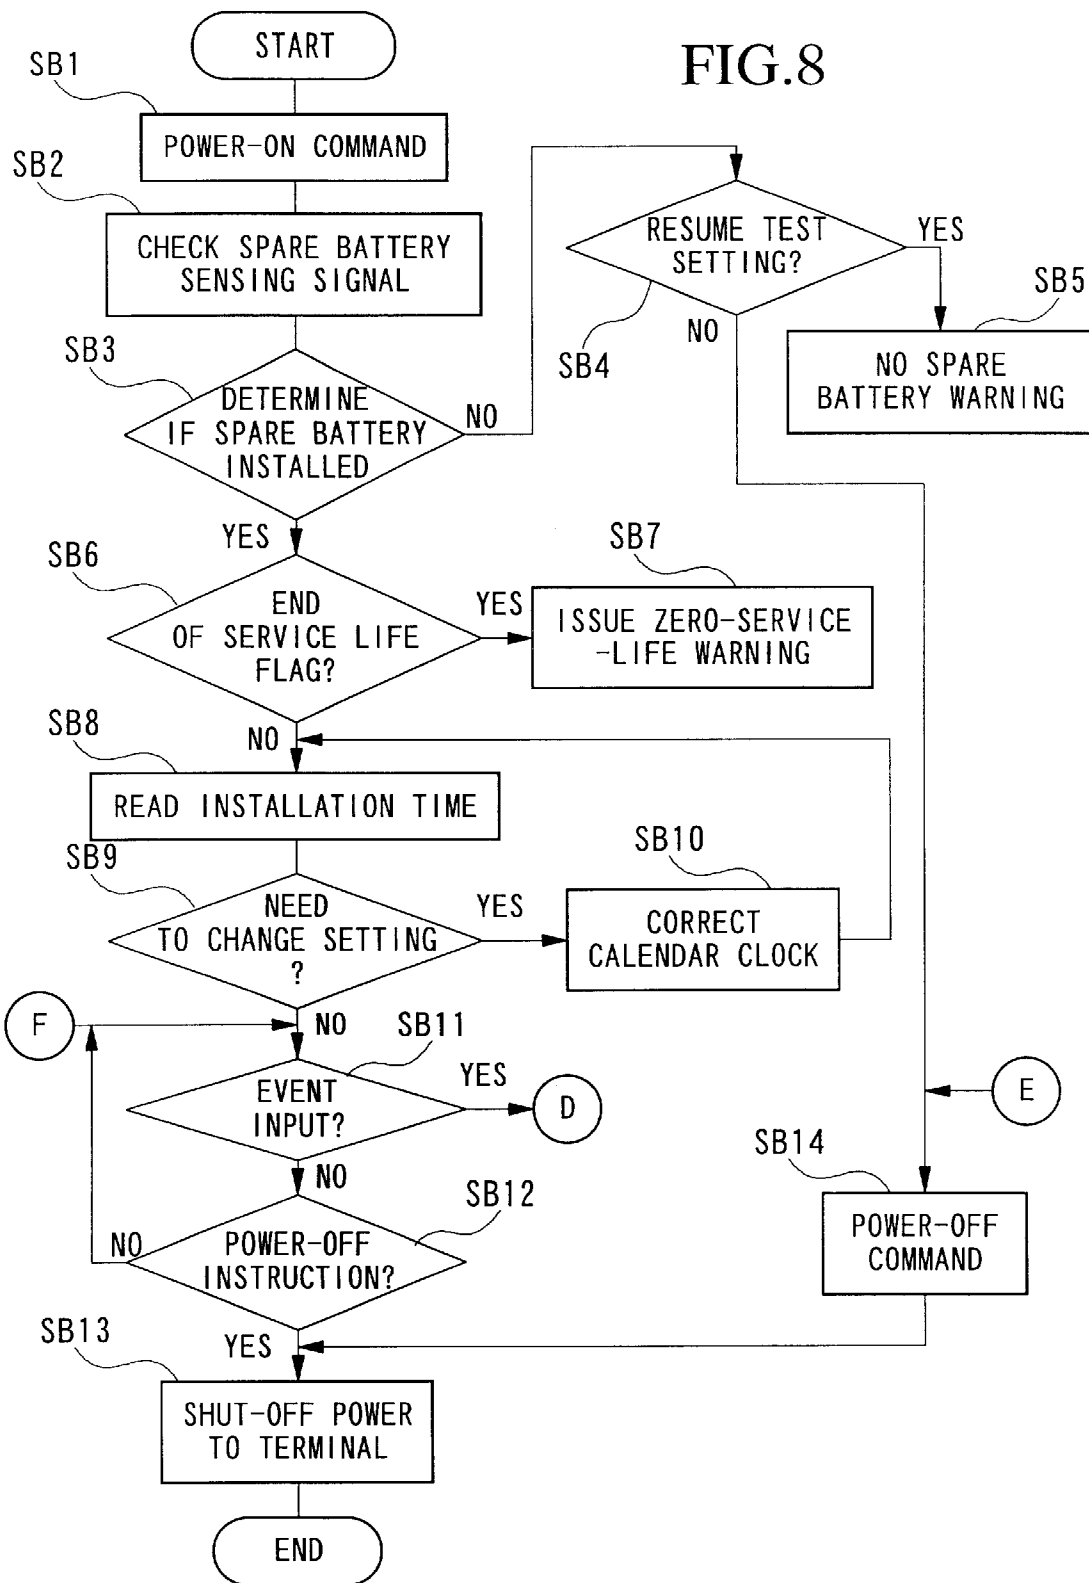 START
FIG.8
SB1
POWER-ON COMMAND
SB2
CHECK SPARE BATTERY
SENSING SIGNAL
RESUME TEST
SETTING?
YES
SB5
NO
SB4
NO SPARE
BATTERY WARNING
SB3
DETERMINE
IF SPARE BATTERY
INSTALLED
NO
YES
SB6
END
OF SERVICE LIFE
FLAG?
YES
SB7
ISSUE ZERO-SERVICE
-LIFE WARNING
NO
SB8
READ INSTALLATION TIME
SB9
NEED
TO CHANGE SETTING
?
YES
SB10
CORRECT
CALENDAR CLOCK
F
NO
SB11
EVENT
INPUT?
YES
D
E
NO
SB12
SB14
NO
POWER-OFF
INSTRUCTION?
POWER-OFF
COMMAND
SB13
YES
SHUT-OFF POWER
TO TERMINAL
END